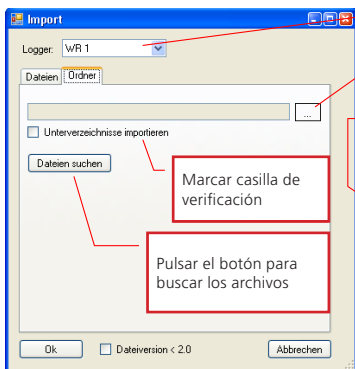 Import
Logger: WR 1
Dateien Ordner
...
Unterverzeichnisse importieren
Dateien suchen
Marcar casilla de
verificación
Pulsar el botón para
buscar los archivos
Ok Dateiversion < 2.0 Abbrechen